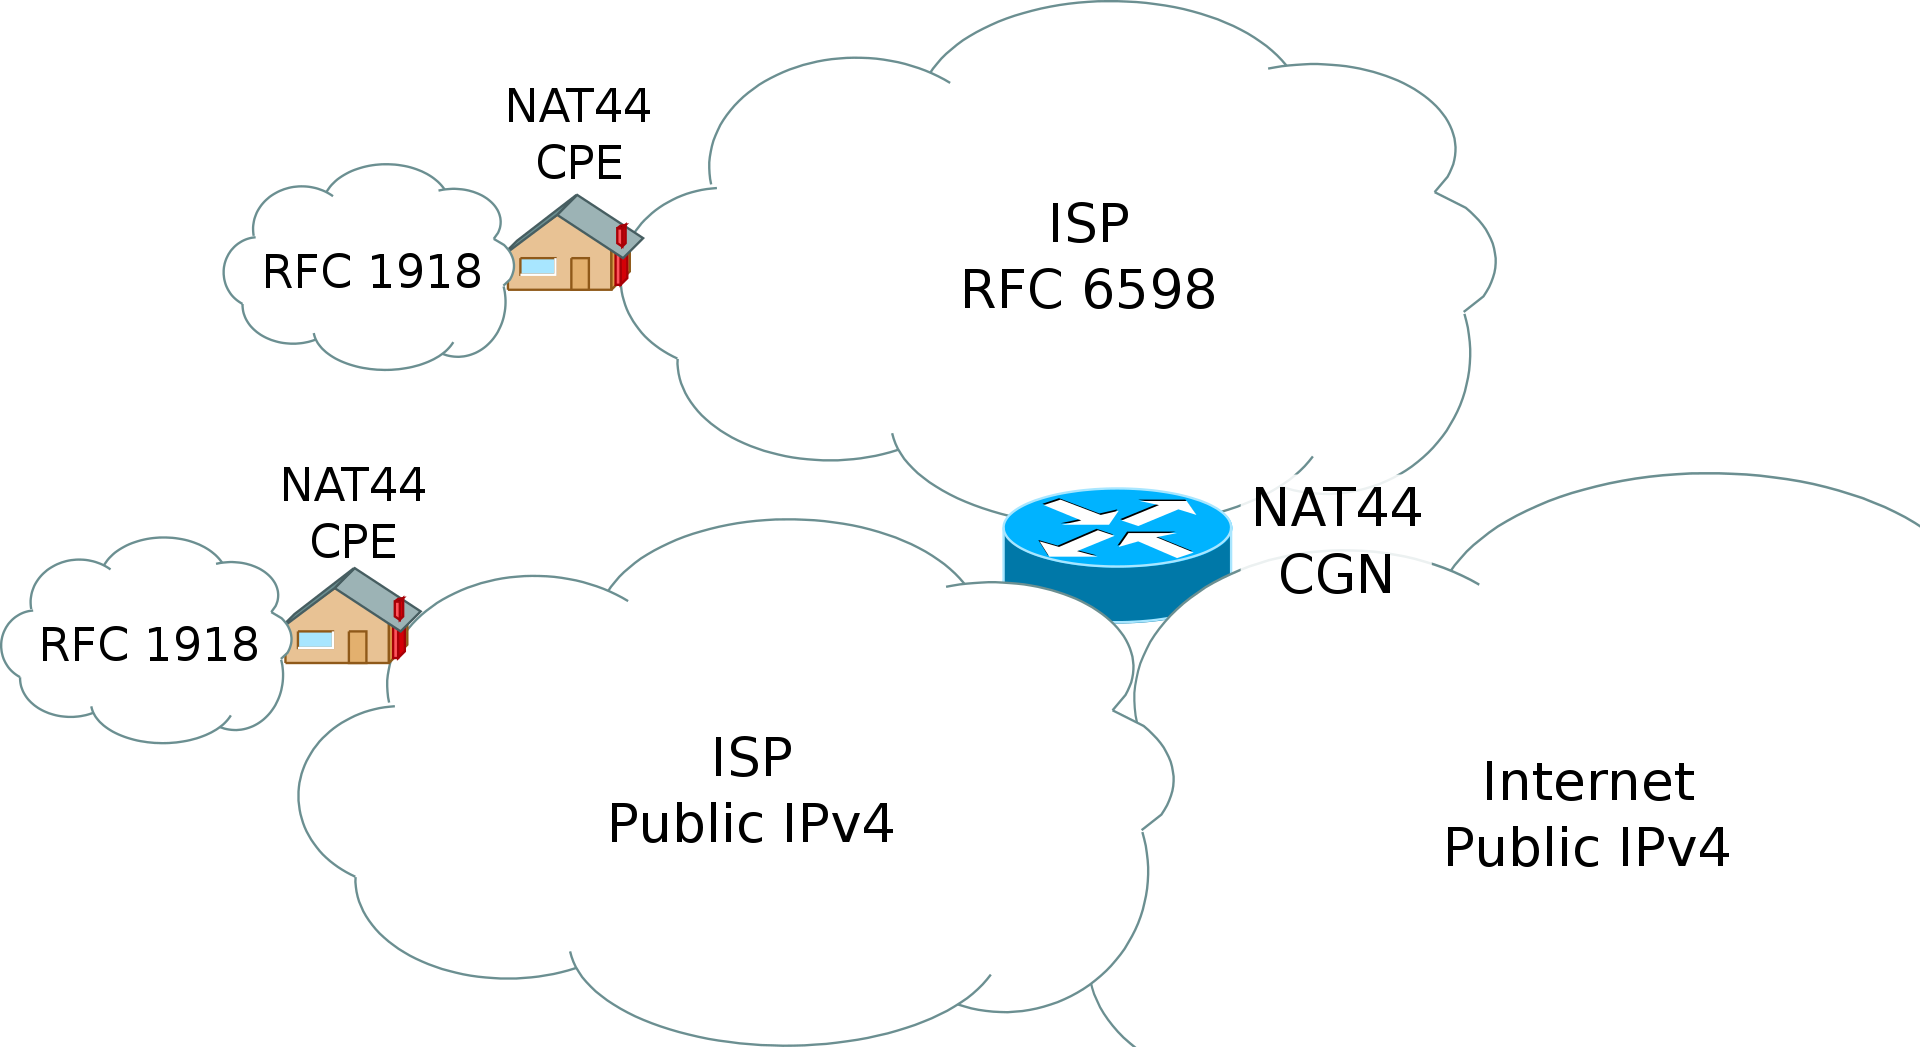 NAT44
CPE
RFC 1918
ISP
RFC 6598
NAT44
CPE
RFC 1918
NAT44
CGN
ISP
Public IPv4
Internet
Public IPv4